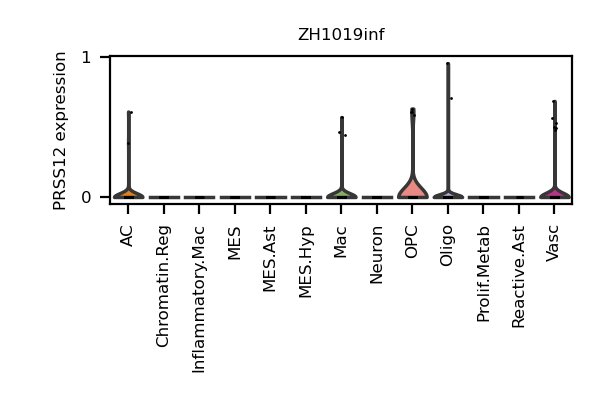 ZH1019inf
PRSS12 expression
1
0
AC
Chromatin.Reg
Inflammatory.Mac
MES
MES.Ast
MES.Hyp
Mac
Neuron
OPC
Oligo
Prolif.Metab
Reactive.Ast
Vasc